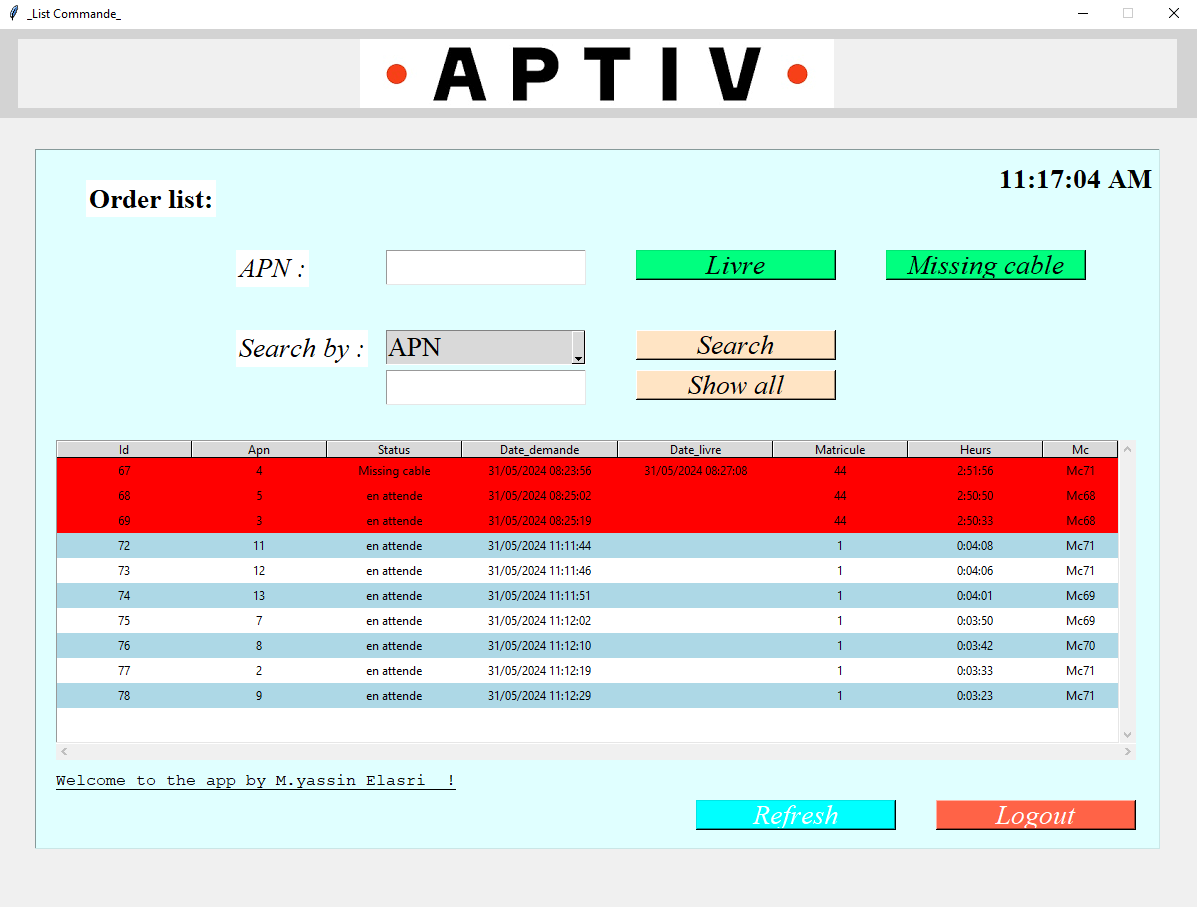 _List Commande_
APTIV
11:17:04 AM
Order list:
APN : Livre Missing cable
Search by : APN Search
Show all
Id Apn Status Date_demande Date_livre Matricule Heurs Mc
67 4 Missing cable 31/05/2024 08:23:56 31/05/2024 08:27:08 44 2:51:56 Mc71
68 5 en attende 31/05/2024 08:25:02 44 2:50:50 Mc68
69 3 en attende 31/05/2024 08:25:19 44 2:50:33 Mc68
72 11 en attende 31/05/2024 11:11:44 1 0:04:08 Mc71
73 12 en attende 31/05/2024 11:11:46 1 0:04:06 Mc71
74 13 en attende 31/05/2024 11:11:51 1 0:04:01 Mc69
75 7 en attende 31/05/2024 11:12:02 1 0:03:50 Mc69
76 8 en attende 31/05/2024 11:12:10 1 0:03:42 Mc70
77 2 en attende 31/05/2024 11:12:19 1 0:03:33 Mc71
78 9 en attende 31/05/2024 11:12:29 1 0:03:23 Mc71
Welcome to the app by M.yassin Elasri !
Refresh Logout